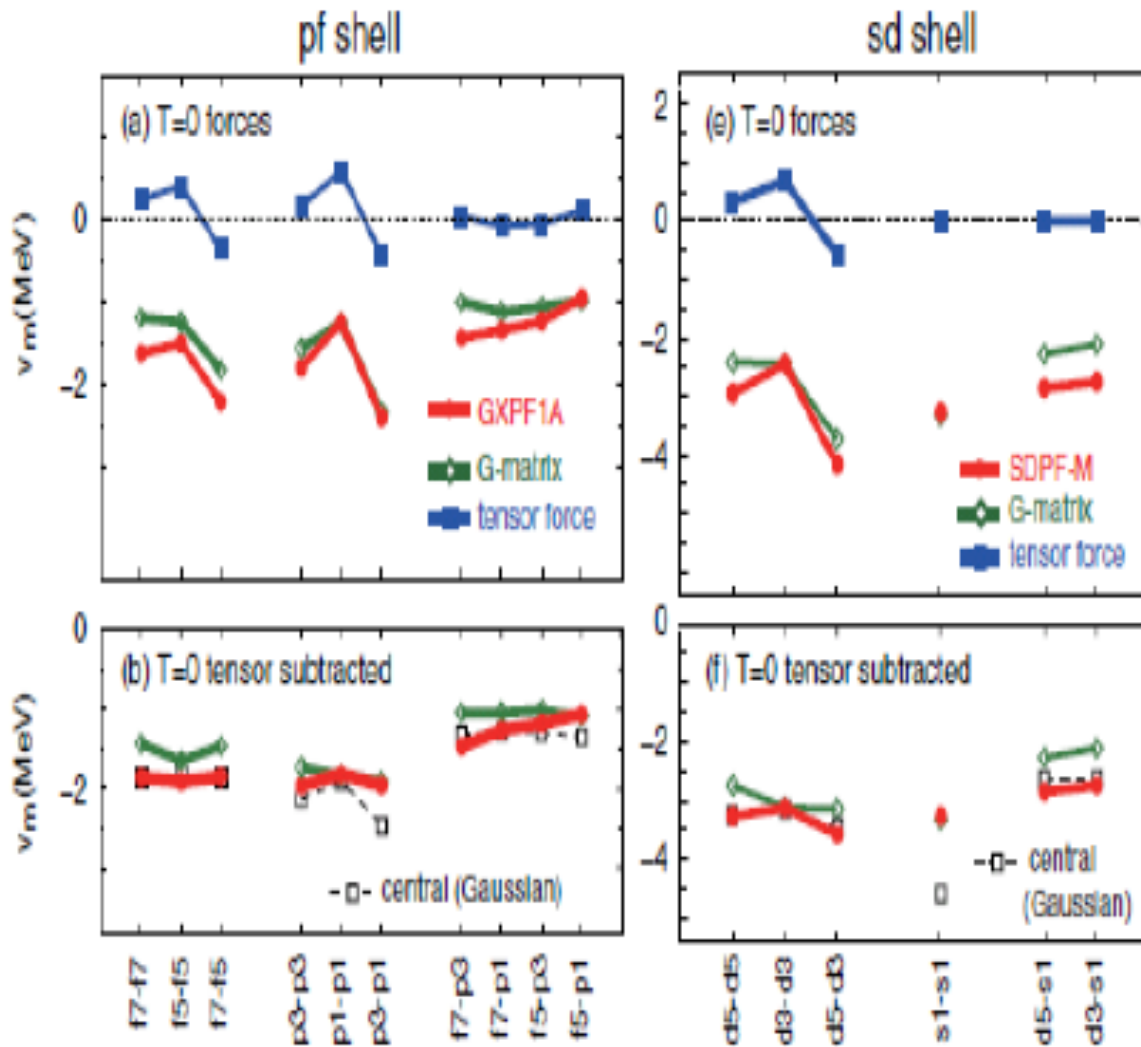 pf shell
sd shell
(a) T=0 forces
0
−2
v_m(MeV)
GXPF1A
G-matrix
tensor force
(e) T=0 forces
2
0
−2
−4
SDPF-M
G-matrix
tensor force
(b) T=0 tensor subtracted
0
−2
v_m(MeV)
central (Gaussian)
(f) T=0 tensor subtracted
0
−2
−4
central
(Gaussian)
f7-f7
f5-f5
f7-f5
p3-p3
p1-p1
p3-p1
f7-p3
f7-p1
f5-p3
f5-p1
d5-d5
d3-d3
d5-d3
s1-s1
d5-s1
d3-s1